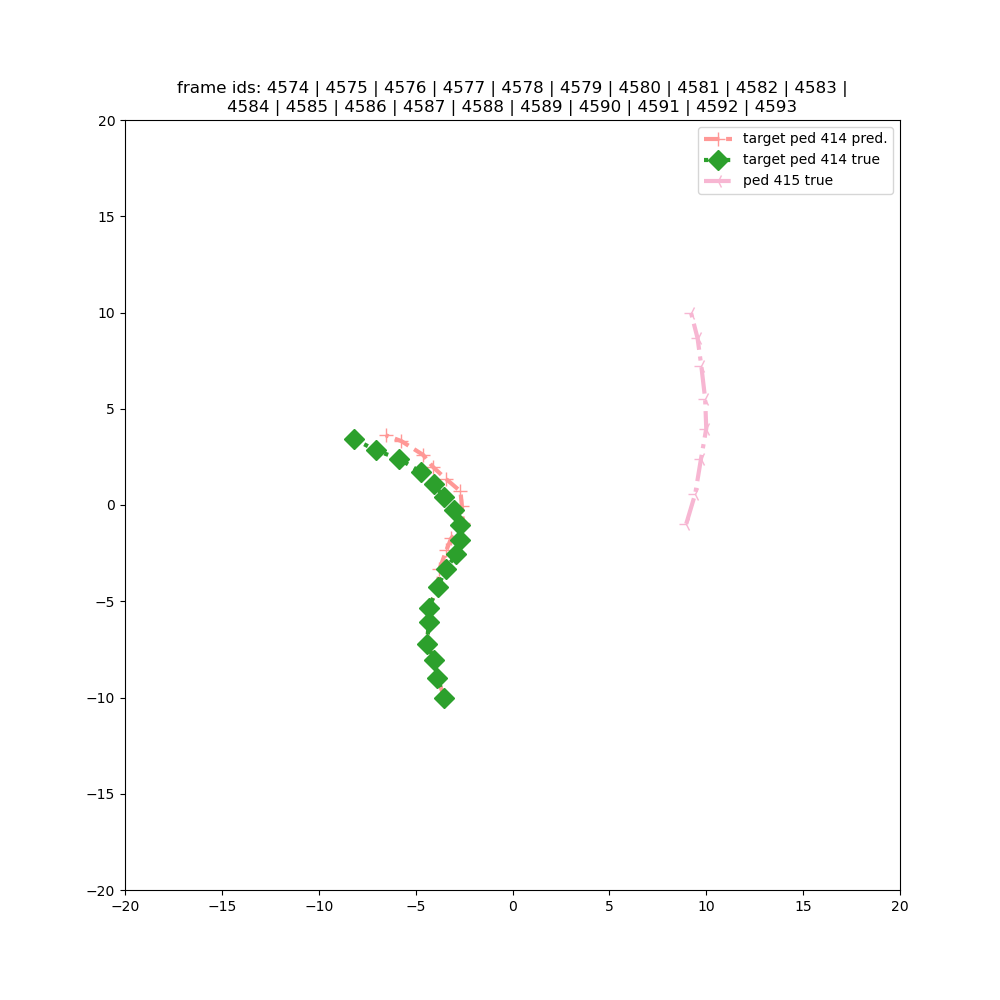 frame ids: 4574 | 4575 | 4576 | 4577 | 4578 | 4579 | 4580 | 4581 | 4582 | 4583 |
4584 | 4585 | 4586 | 4587 | 4588 | 4589 | 4590 | 4591 | 4592 | 4593
target ped 414 pred.
target ped 414 true
ped 415 true
20
15
10
5
0
−5
−10
−15
−20
−20 −15 −10 −5 0 5 10 15 20